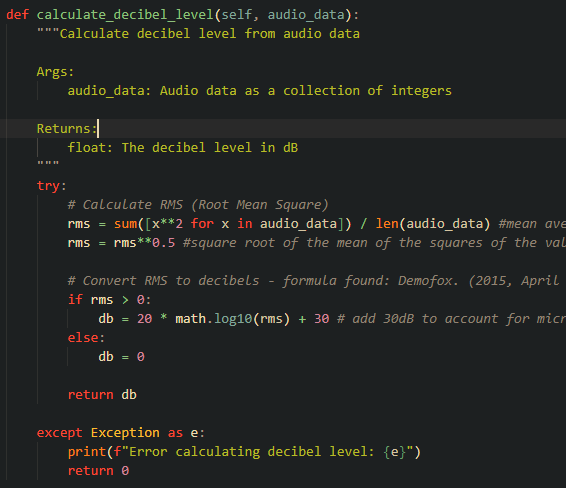 def calculate_decibel_level(self, audio_data):
    """Calculate decibel level from audio data

    Args:
        audio_data: Audio data as a collection of integers

    Returns:
        float: The decibel level in dB
    """
    try:
        # Calculate RMS (Root Mean Square)
        rms = sum([x**2 for x in audio_data]) / len(audio_data) #mean ave
        rms = rms**0.5 #square root of the mean of the squares of the val

        # Convert RMS to decibels - formula found: Demofox. (2015, April
        if rms > 0:
            db = 20 * math.log10(rms) + 30 # add 30dB to account for micr
        else:
            db = 0

        return db

    except Exception as e:
        print(f"Error calculating decibel level: {e}")
        return 0